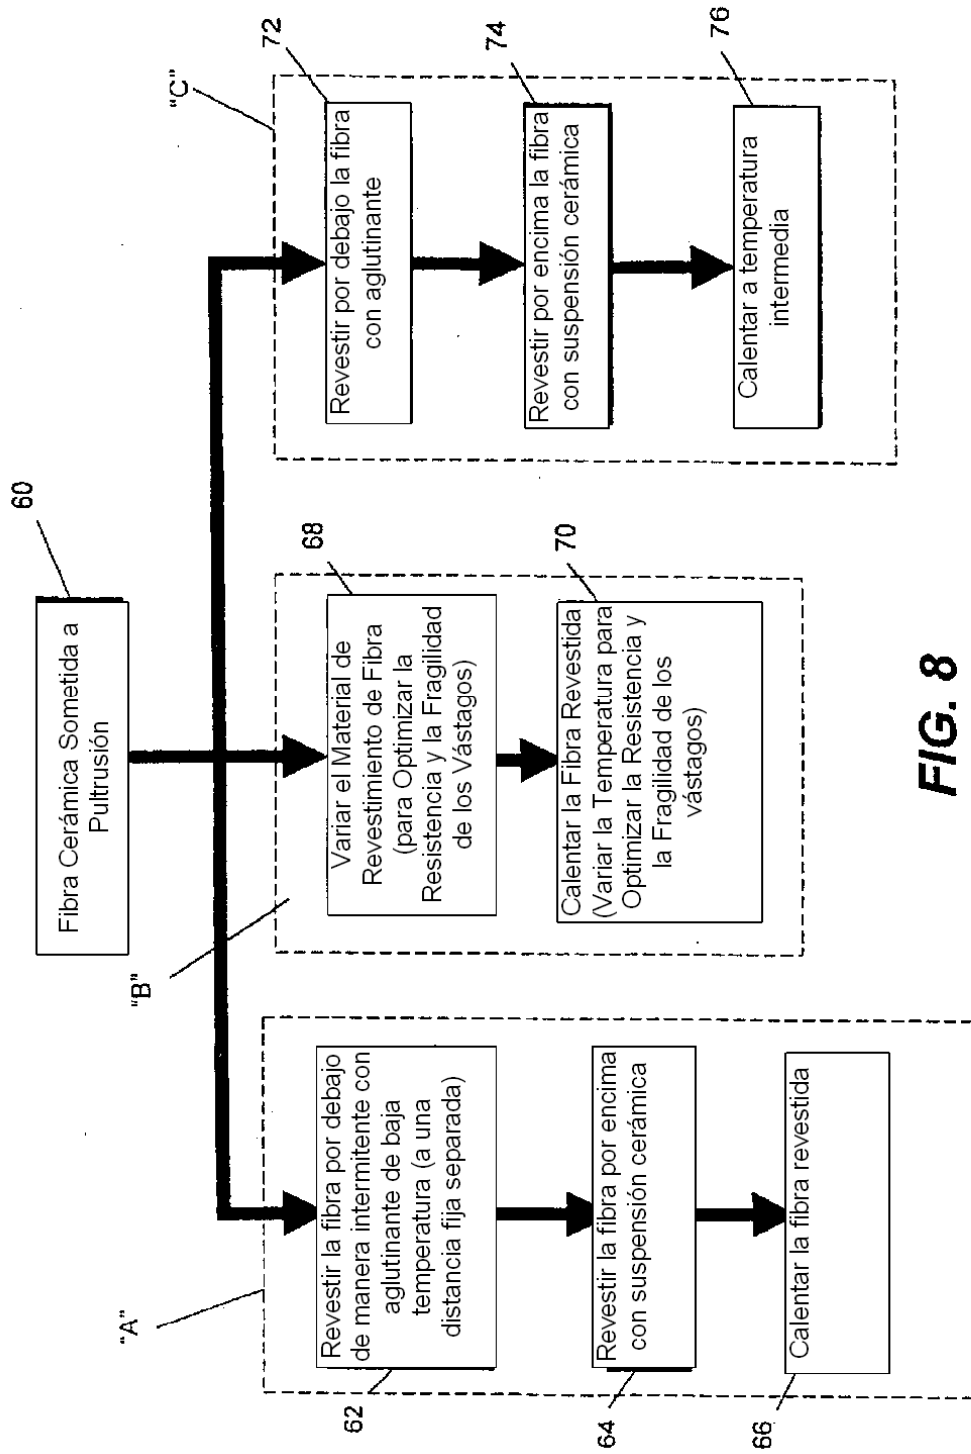 60
Fibra Cerámica Sometida a
Pultrusión
"A"
Revestir la fibra por debajo
de manera intermitente con
aglutinante de baja
temperatura (a una
distancia fija separada)
62
Revestir la fibra por encima
con suspensión cerámica
64
Calentar la fibra revestida
66
"B"
68
Variar el Material de
Revestimiento de Fibra
(para Optimizar la
Resistencia y la Fragilidad
de los Vástagos)
70
Calentar la Fibra Revestida
(Variar la Temperatura para
Optimizar la Resistencia y
la Fragilidad de los
vástagos)
"C"
72
Revestir por debajo la fibra
con aglutinante
74
Revestir por encima la fibra
con suspensión cerámica
76
Calentar a temperatura
intermedia
FIG. 8